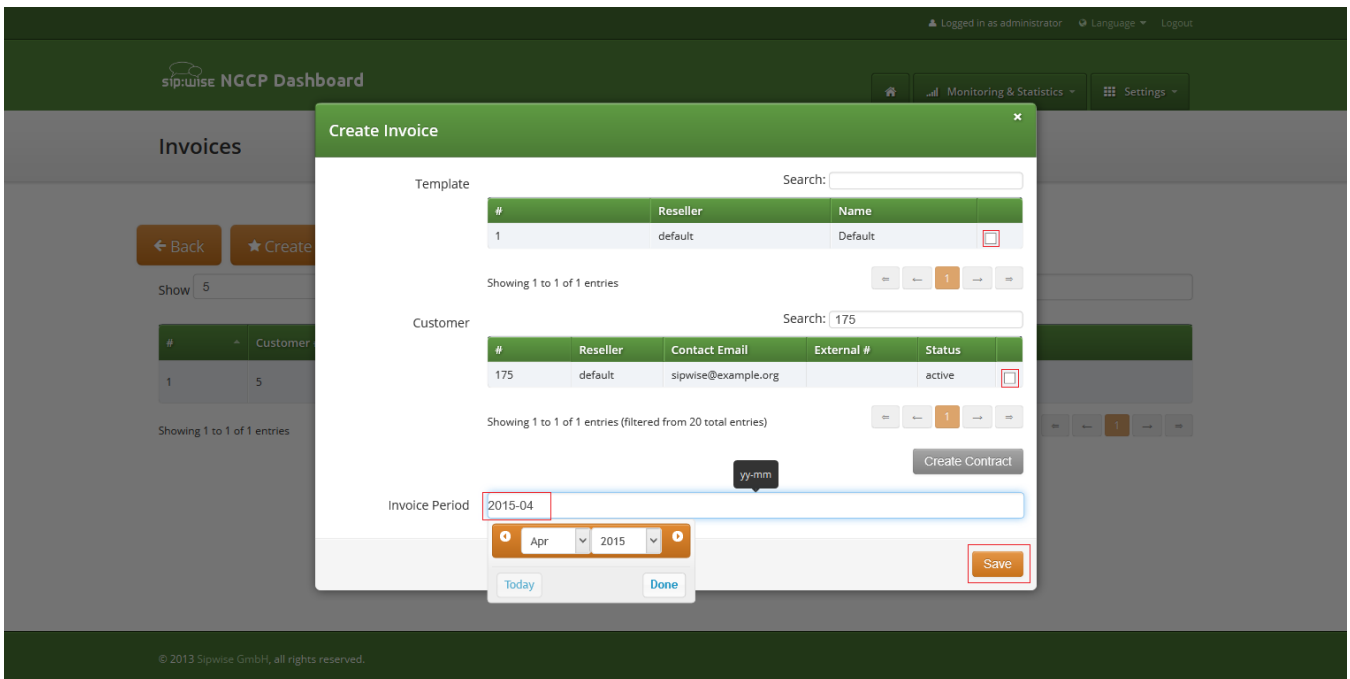 Logged in as administrator Language Logout
sip:wise NGCP Dashboard
Monitoring & Statistics Settings
Create Invoice ×
Invoices
Template Search:
# Reseller Name
1 default Default
Back Create
Showing 1 to 1 of 1 entries ⇐ ← 1 → ⇒
Show 5
Customer Search: 175
# Customer
# Reseller Contact Email External # Status
175 default sipwise@example.org active
1 5
Showing 1 to 1 of 1 entries (filtered from 20 total entries) ⇐ ← 1 → ⇒
Showing 1 to 1 of 1 entries ⇐ ← 1 → ⇒
Create Contract
yy-mm
Invoice Period 2015-04
Apr 2015
Save
Today Done
© 2013 Sipwise GmbH, all rights reserved.